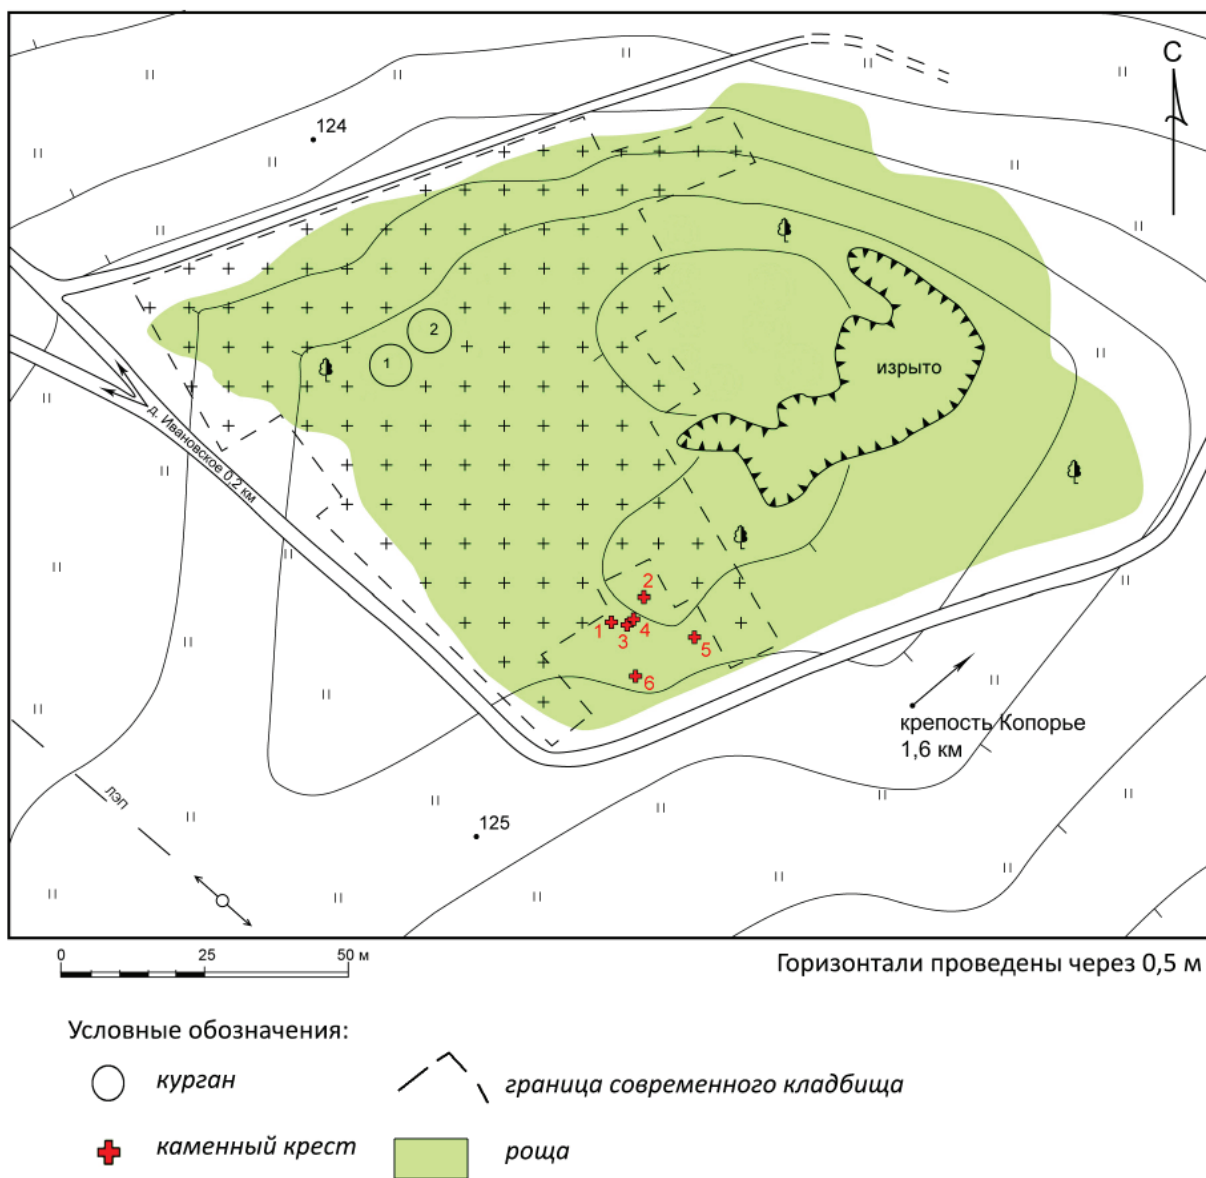 С
124
2
1
изрыто
д. Ивановское 0,2 км
2
1
3
4
5
6
крепость Копорье
1,6 км
ЛЭП
125
0
25
50 м
Горизонтали проведены через 0,5 м
Условные обозначения:
курган
граница современного кладбища
каменный крест
роща